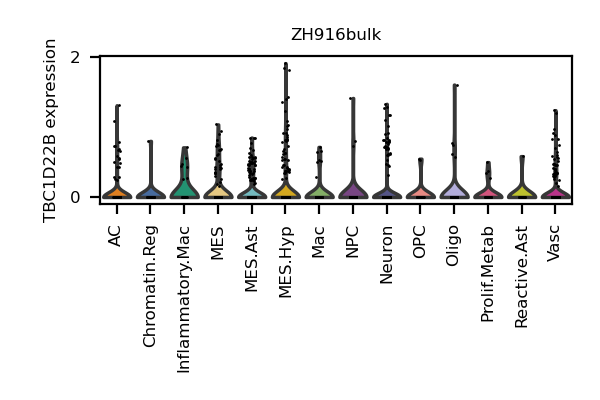 ZH916bulk
TBC1D22B expression
2
0
AC
Chromatin.Reg
Inflammatory.Mac
MES
MES.Ast
MES.Hyp
Mac
NPC
Neuron
OPC
Oligo
Prolif.Metab
Reactive.Ast
Vasc